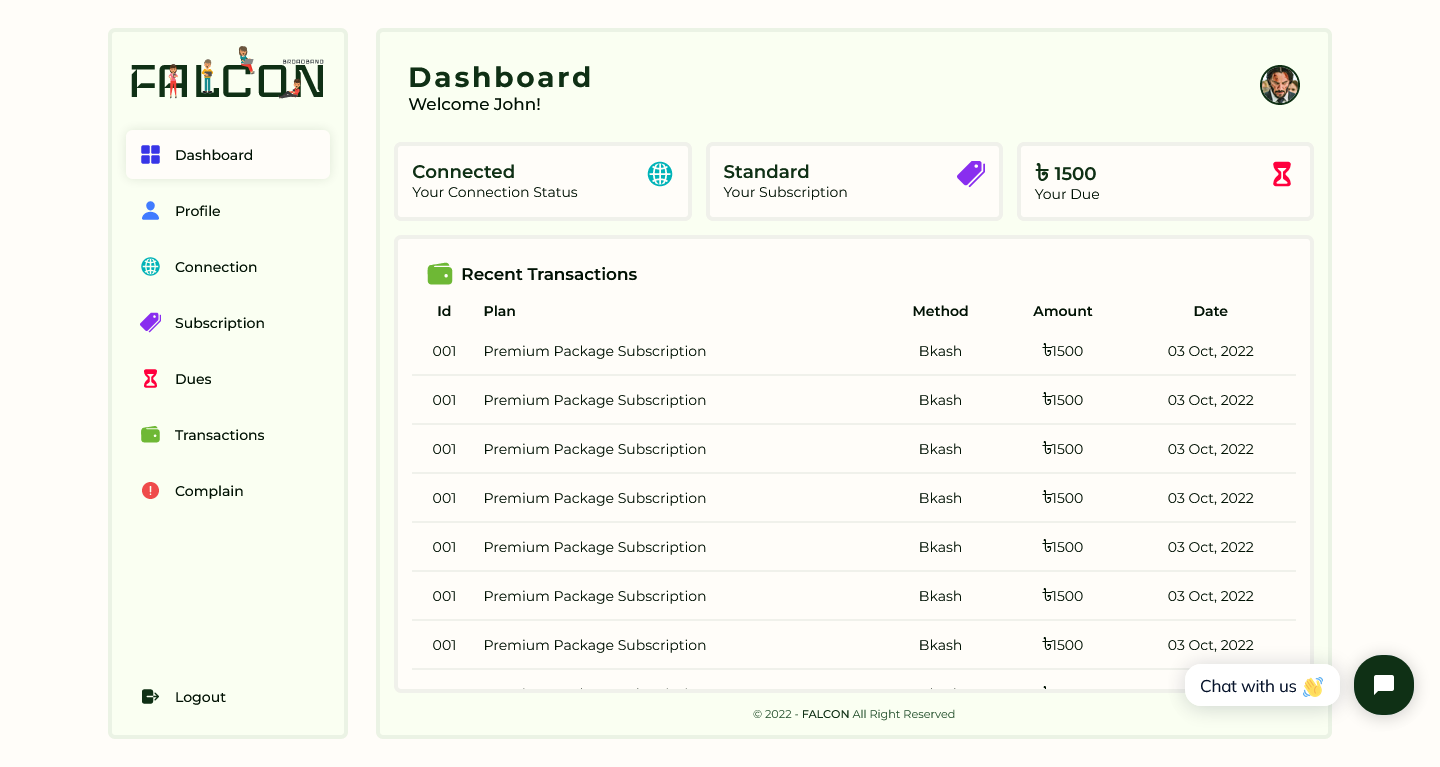 FALCON
BROADBAND
Dashboard
Profile
Connection
Subscription
Dues
Transactions
Complain
Logout
Dashboard
Welcome John!
Connected
Your Connection Status
Standard
Your Subscription
৳ 1500
Your Due
Recent Transactions
Id Plan Method Amount Date
001 Premium Package Subscription Bkash ৳1500 03 Oct, 2022
001 Premium Package Subscription Bkash ৳1500 03 Oct, 2022
001 Premium Package Subscription Bkash ৳1500 03 Oct, 2022
001 Premium Package Subscription Bkash ৳1500 03 Oct, 2022
001 Premium Package Subscription Bkash ৳1500 03 Oct, 2022
001 Premium Package Subscription Bkash ৳1500 03 Oct, 2022
001 Premium Package Subscription Bkash ৳1500 03 Oct, 2022
Chat with us 👋
© 2022 - FALCON All Right Reserved